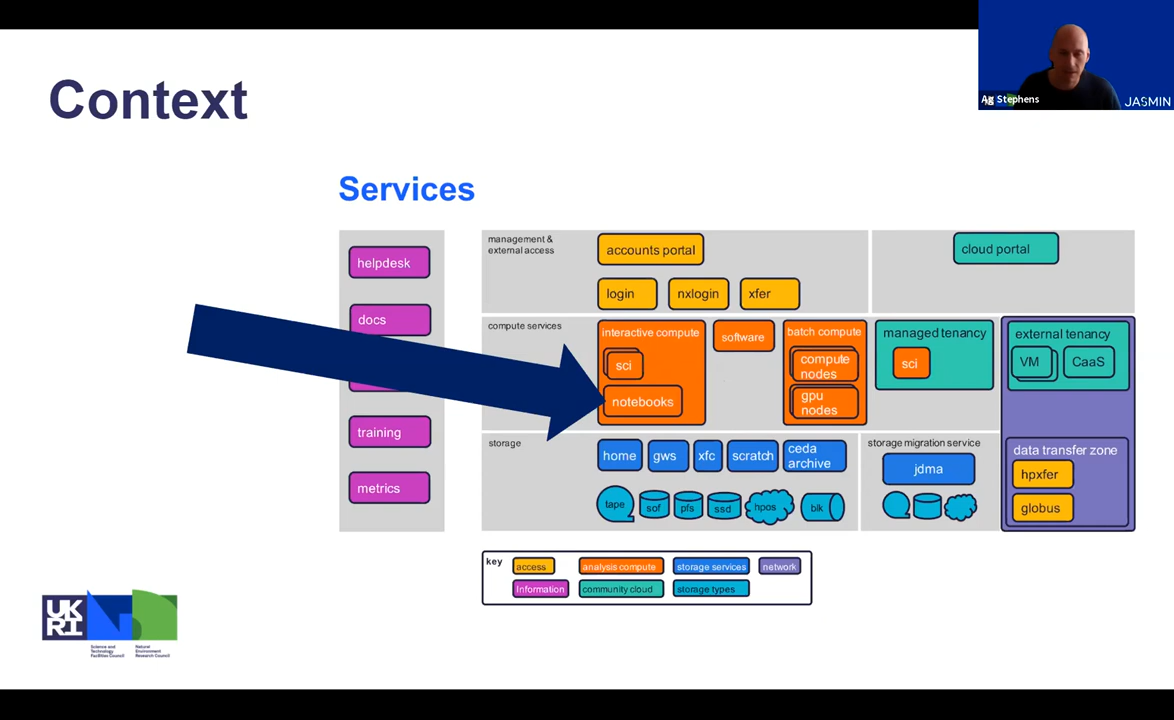 Context
Ag Stephens
JASMIN
Services
helpdesk
docs
training
metrics
management &
external access
accounts portal
login
nxlogin
xfer
cloud portal
compute services
interactive compute
sci
notebooks
software
batch compute
compute
nodes
gpu
nodes
managed tenancy
sci
external tenancy
VM
CaaS
storage
home
gws
xfc
scratch
ceda
archive
tape
sof
pfs
ssd
hpos
blk
storage migration service
jdma
data transfer zone
hpxfer
globus
key
access
analysis compute
storage services
network
Information
community cloud
storage types
UK
RI
Science and
Technology
Facilities Council
Natural
Environment
Research Council